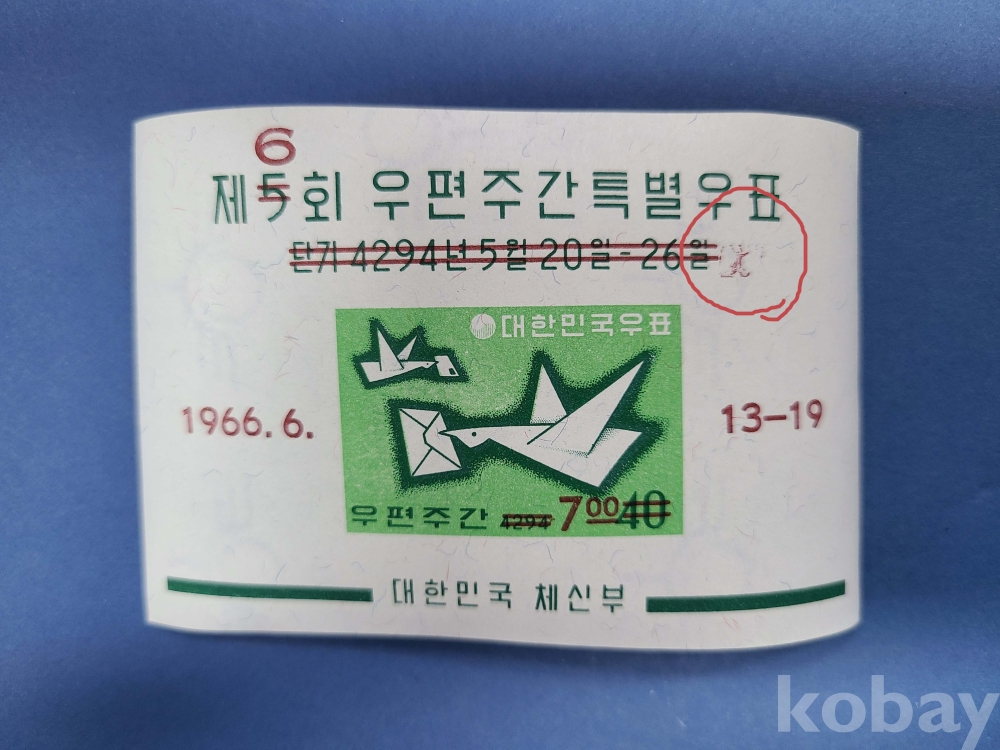 6
제5회 우편주간특별우표
단기 4294년 5월 20일-26일
대한민국우표
1966.6. 13-19
우편주간 4294 700 40
대한민국 체신부
kobay